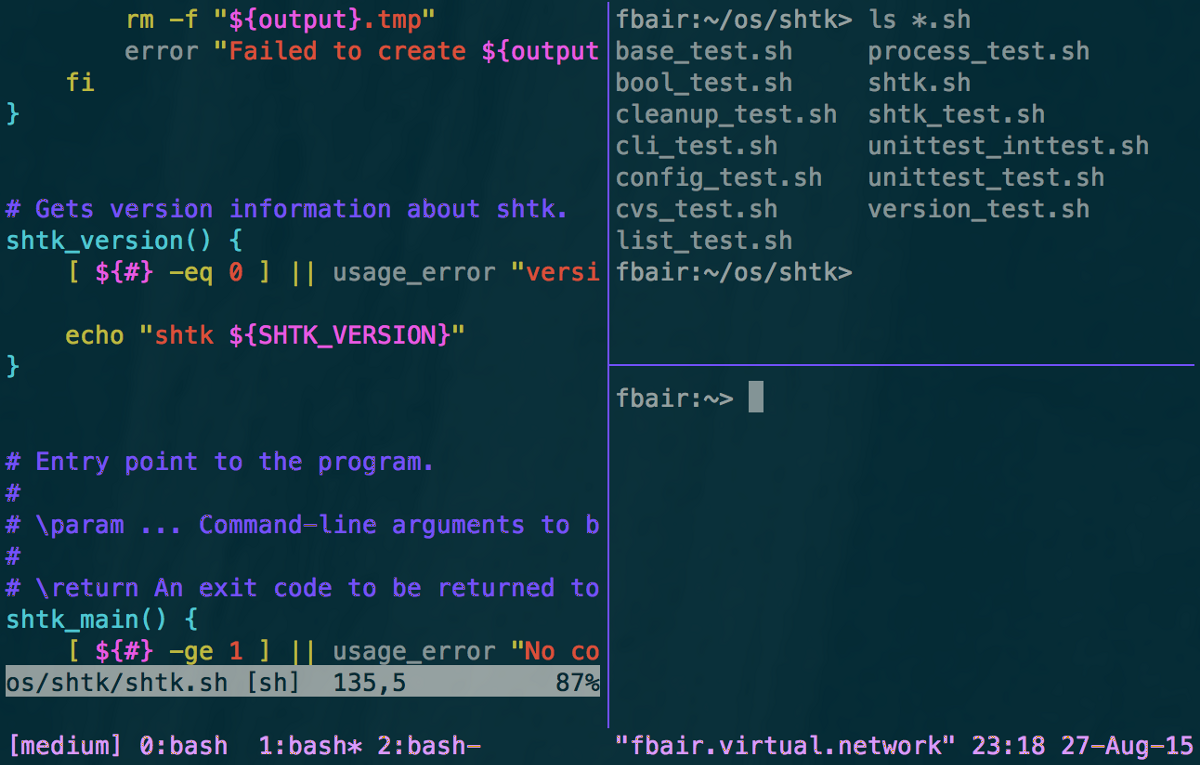 rm -f "${output}.tmp"
error "Failed to create ${output
fi
}
# Gets version information about shtk.
shtk_version() {
[ ${#} -eq 0 ] || usage_error "versi
echo "shtk ${SHTK_VERSION}"
}
# Entry point to the program.
#
# \param ... Command-line arguments to b
#
# \return An exit code to be returned to
shtk_main() {
[ ${#} -ge 1 ] || usage_error "No co
os/shtk/shtk.sh [sh] 135,5 87%
fbair:~/os/shtk> ls *.sh
base_test.sh process_test.sh
bool_test.sh shtk.sh
cleanup_test.sh shtk_test.sh
cli_test.sh unittest_inttest.sh
config_test.sh unittest_test.sh
cvs_test.sh version_test.sh
list_test.sh
fbair:~/os/shtk>
fbair:~>
[medium] 0:bash 1:bash* 2:bash- "fbair.virtual.network" 23:18 27-Aug-15